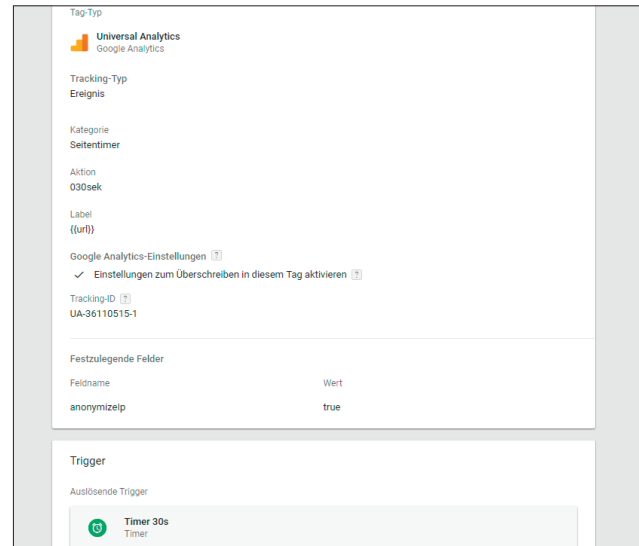 Tag-Typ
Universal Analytics
Google Analytics
Tracking-Typ
Ereignis
Kategorie
Seitentimer
Aktion
030sek
Label
{{url}}
Google Analytics-Einstellungen ?
Einstellungen zum Überschreiben in diesem Tag aktivieren ?
Tracking-ID ?
UA-36110515-1
Festzulegende Felder
Feldname Wert
anonymizeIp true
Trigger
Auslösende Trigger
Timer 30s
Timer